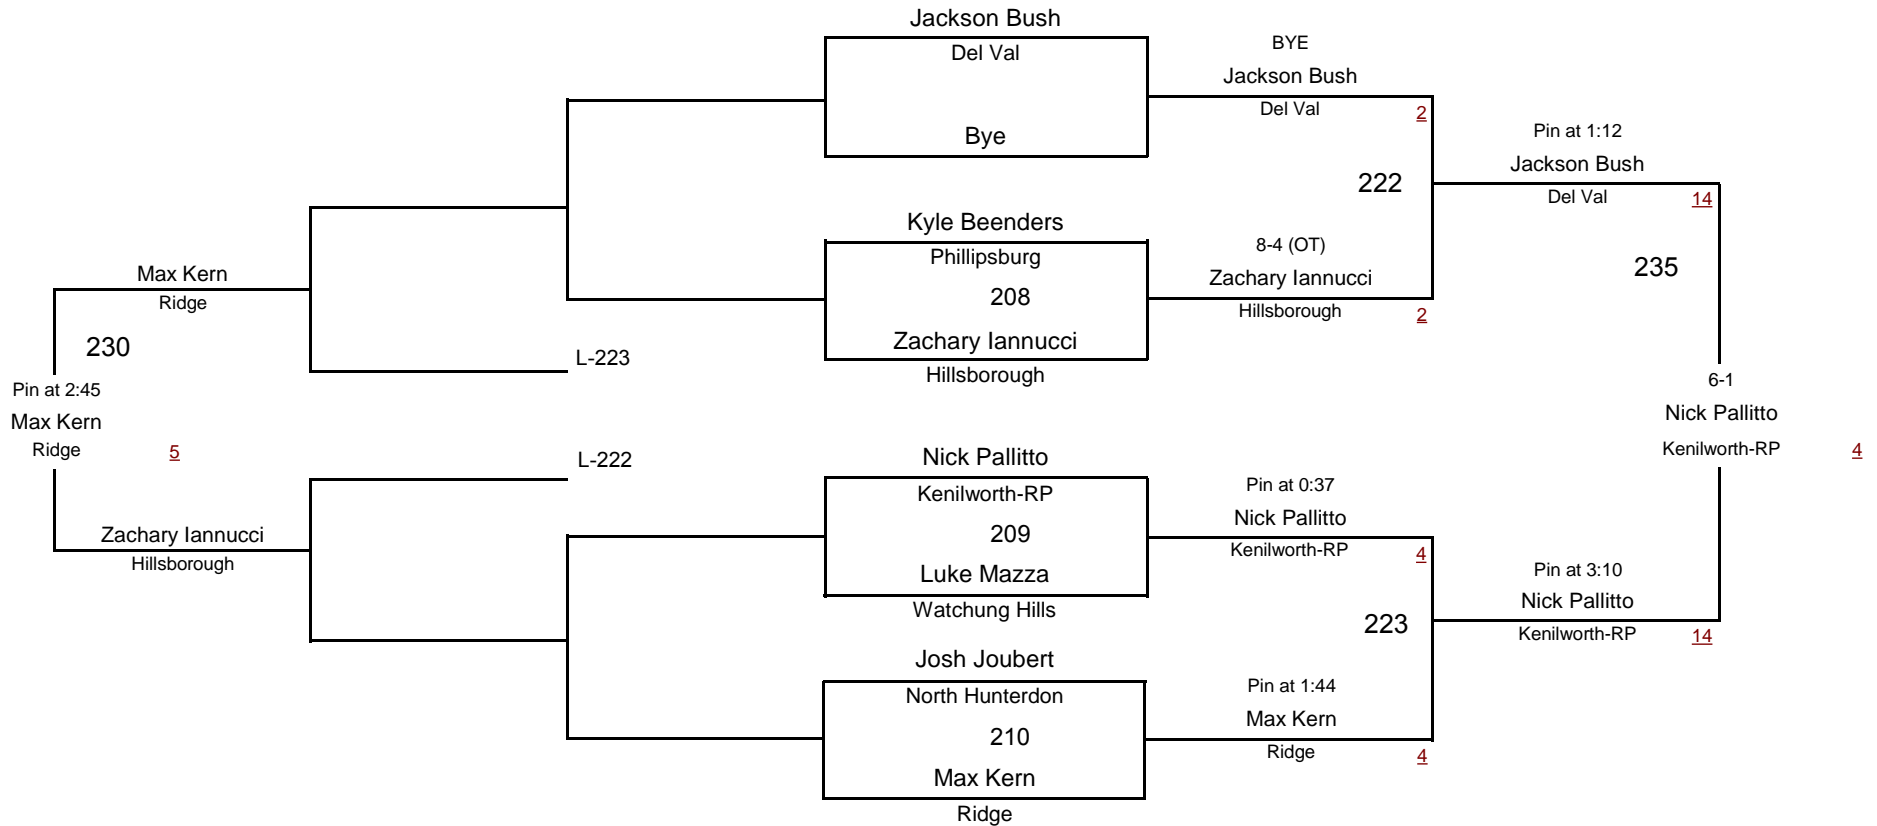 Jackson Bush
Del Val
Bye
BYE
Jackson Bush
Del Val
2
222
Kyle Beenders
Phillipsburg
208
Zachary Iannucci
Hillsborough
8-4 (OT)
Zachary Iannucci
Hillsborough
2
Pin at 1:12
Jackson Bush
Del Val
14
235
Max Kern
Ridge
230
Pin at 2:45
Max Kern
Ridge
5
Zachary Iannucci
Hillsborough
L-223
L-222
Nick Pallitto
Kenilworth-RP
209
Luke Mazza
Watchung Hills
Pin at 0:37
Nick Pallitto
Kenilworth-RP
4
223
Josh Joubert
North Hunterdon
210
Max Kern
Ridge
Pin at 1:44
Max Kern
Ridge
4
Pin at 3:10
Nick Pallitto
Kenilworth-RP
14
6-1
Nick Pallitto
Kenilworth-RP
4